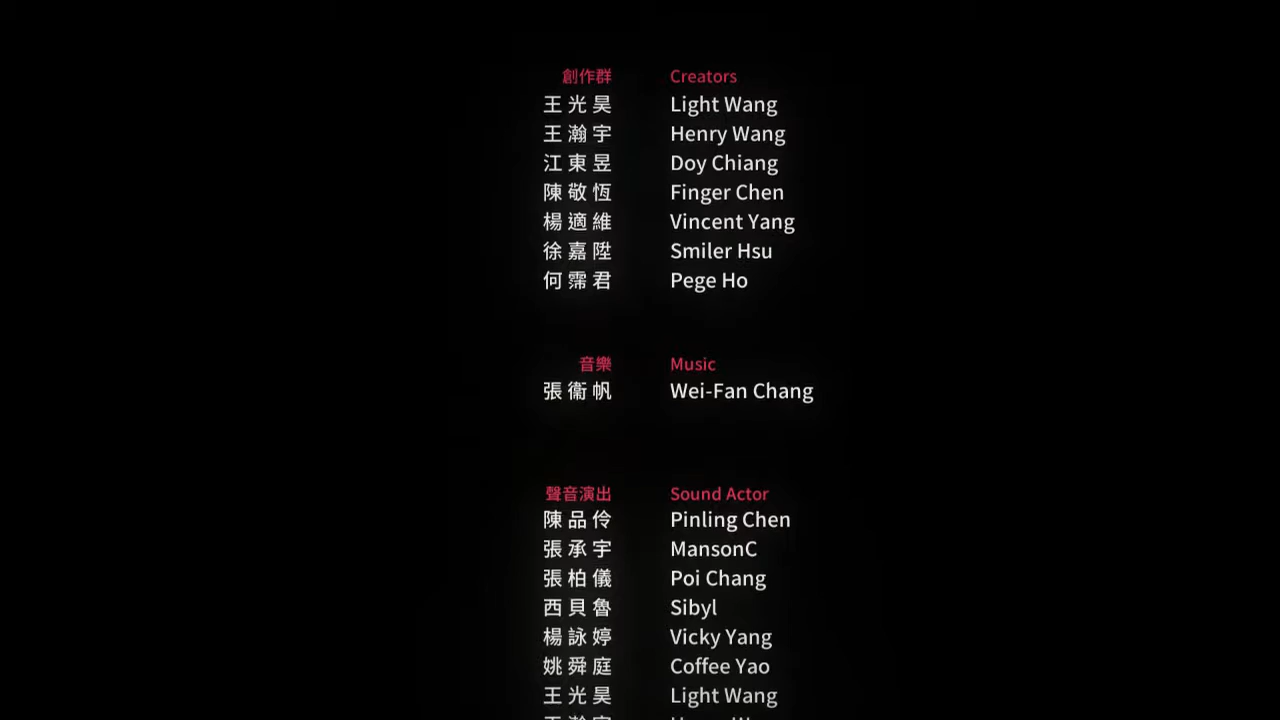 創作群 Creators
王光昊 Light Wang
王瀚宇 Henry Wang
江東昱 Doy Chiang
陳敬恆 Finger Chen
楊適維 Vincent Yang
徐嘉陞 Smiler Hsu
何霈君 Pege Ho
音樂 Music
張衞帆 Wei-Fan Chang
聲音演出 Sound Actor
陳品伶 Pinling Chen
張承宇 MansonC
張柏儀 Poi Chang
西貝魯 Sibyl
楊詠婷 Vicky Yang
姚舜庭 Coffee Yao
王光昊 Light Wang